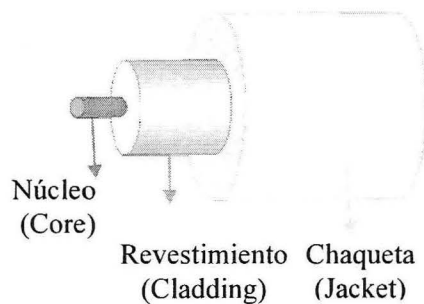 Núcleo
(Core)
Revestimiento
(Cladding)
Chaqueta
(Jacket)